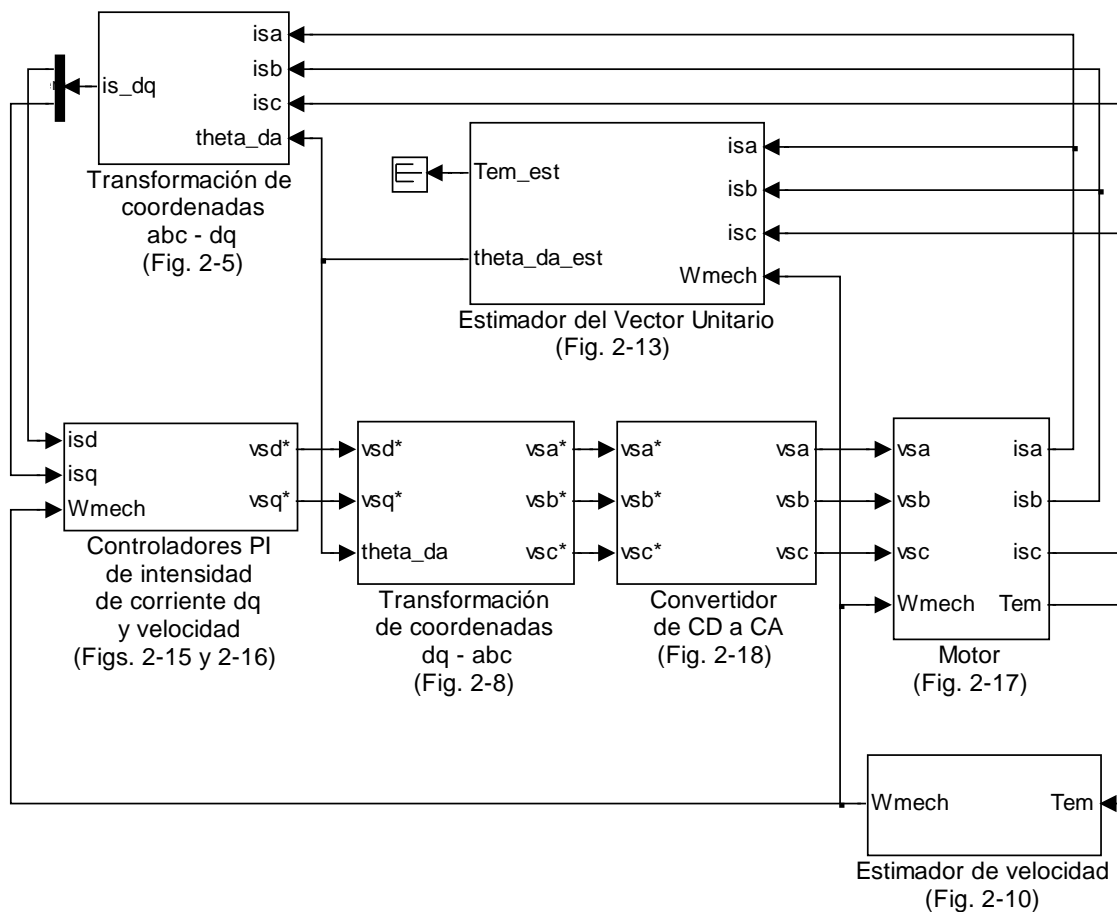 isa
isb
is_dq
isc
theta_da
Transformación de
coordenadas
abc - dq
(Fig. 2-5)
isa
Tem_est
isb
isc
theta_da_est
Wmech
Estimador del Vector Unitario
(Fig. 2-13)
isd
isq
Wmech
vsd*
vsq*
Controladores PI
de intensidad
de corriente dq
y velocidad
(Figs. 2-15 y 2-16)
vsd*
vsq*
theta_da
vsa*
vsb*
vsc*
Transformación
de coordenadas
dq - abc
(Fig. 2-8)
vsa*
vsb*
vsc*
vsa
vsb
vsc
Convertidor
de CD a CA
(Fig. 2-18)
vsa
vsb
vsc
Wmech
isa
isb
isc
Tem
Motor
(Fig. 2-17)
Wmech
Tem
Estimador de velocidad
(Fig. 2-10)